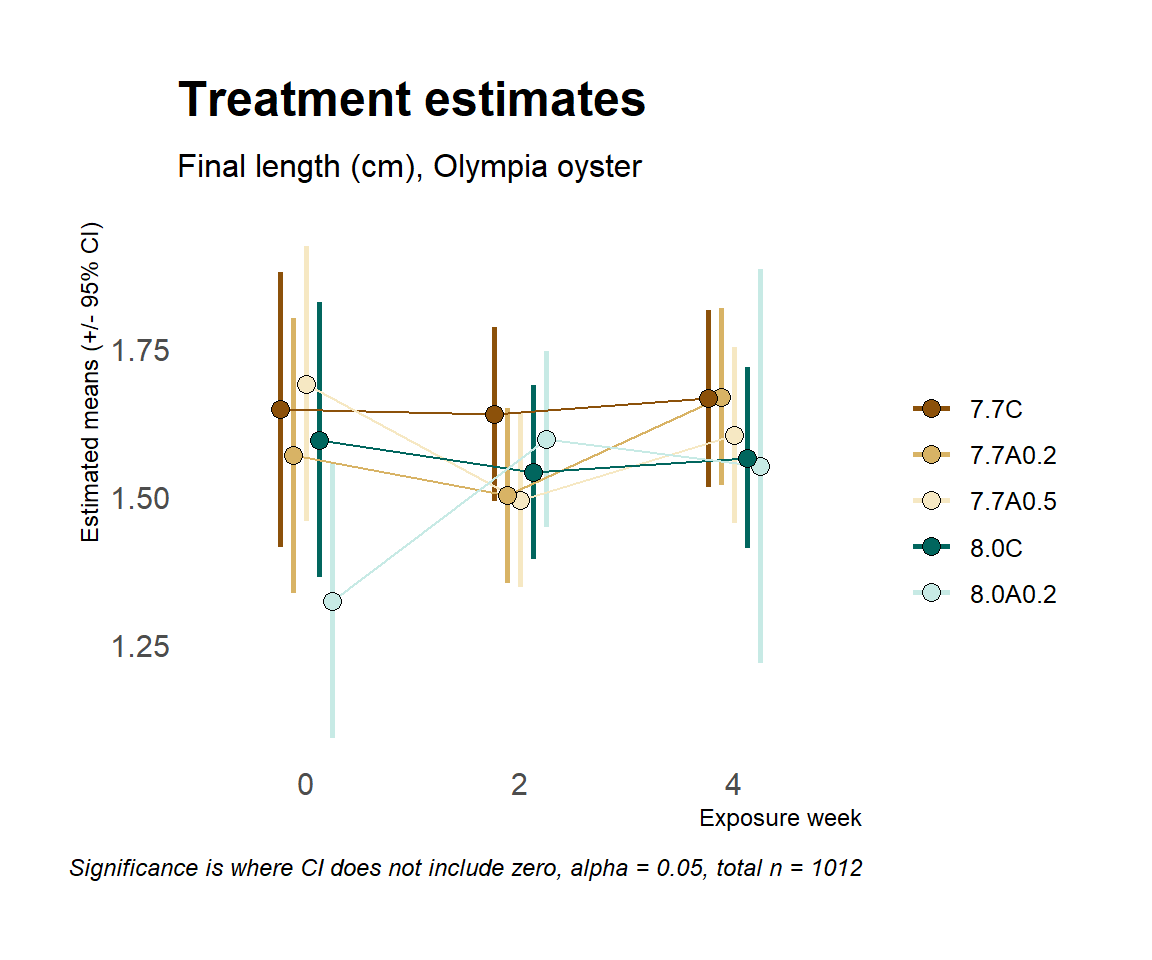 Treatment estimates
Final length (cm), Olympia oyster
Estimated means (+/- 95% CI)
1.75
1.50
1.25
0
2
4
Exposure week
7.7C
7.7A0.2
7.7A0.5
8.0C
8.0A0.2
Significance is where CI does not include zero, alpha = 0.05, total n = 1012